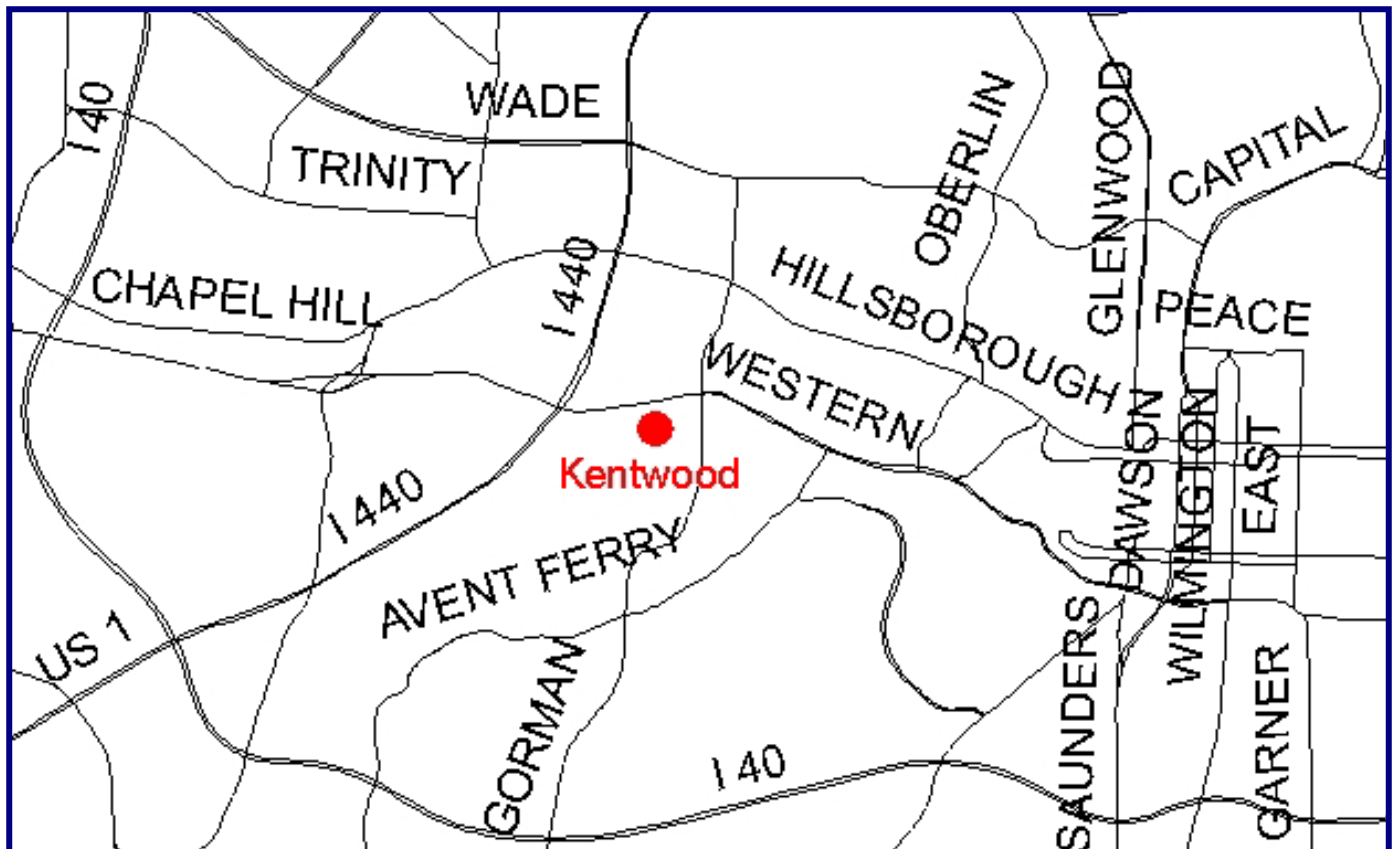 I 40
WADE
TRINITY
OBERLIN
GLENWOOD
CAPITAL
CHAPEL HILL
I 440
HILLSBOROUGH
PEACE
WESTERN
Kentwood
DAWSON
WILMINGTON
EAST
I 440
AVENT FERRY
US 1
GORMAN
I 40
SAUNDERS
GARNER